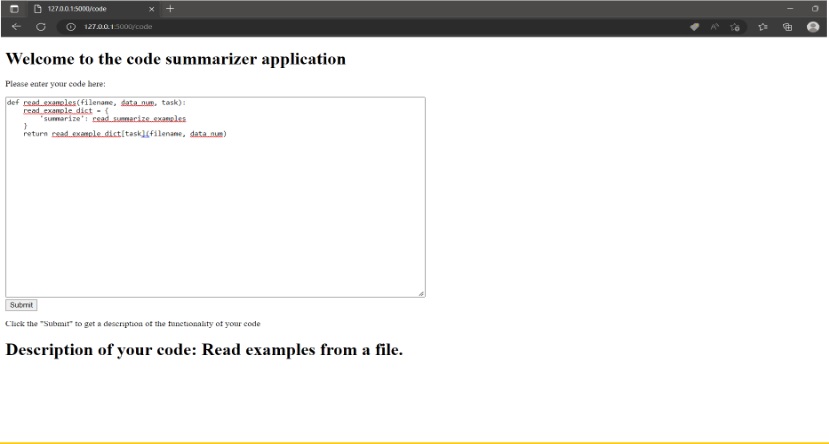 127.0.0.1:5000/code
127.0.0.1:5000/code
Welcome to the code summarizer application
Please enter your code here:
def read_examples(filename, data_num, task):
    read_example_dict = {
        'summarize': read_summarize_examples
    }
    return read_example_dict[task](filename, data_num)
Submit
Click the "Submit" to get a description of the functionality of your code
Description of your code: Read examples from a file.